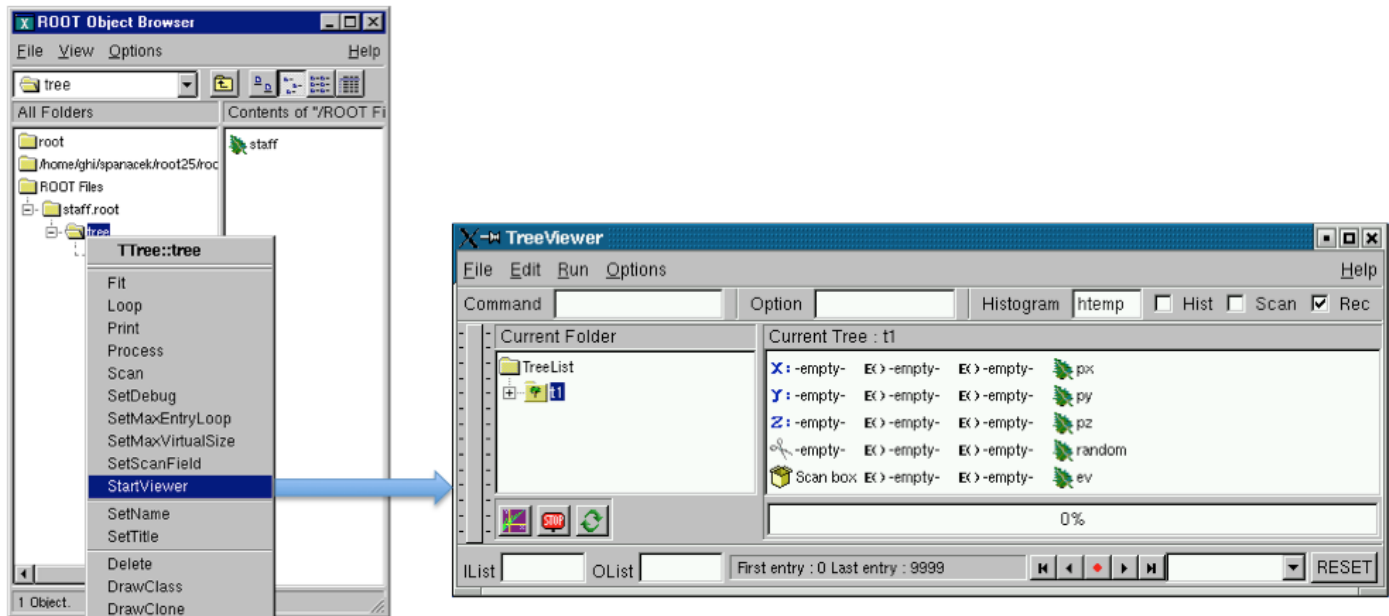 ROOT Object Browser
File View Options Help
tree
All Folders
Contents of "/ROOT Fi
root
/home/ghi/spanacek/root25/roc
ROOT Files
staff.root
tree
staff
TTree::tree
Fit
Loop
Print
Process
Scan
SetDebug
SetMaxEntryLoop
SetMaxVirtualSize
SetScanField
StartViewer
SetName
SetTitle
Delete
DrawClass
DrawClone
1 Object.
TreeViewer
File Edit Run Options Help
Command Option Histogram htemp Hist Scan Rec
Current Folder
TreeList
t1
Current Tree : t1
X: -empty- E() -empty- E() -empty- px
Y: -empty- E() -empty- E() -empty- py
Z: -empty- E() -empty- E() -empty- pz
-empty- E() -empty- E() -empty- random
Scan box E() -empty- E() -empty- ev
STOP
0%
IList OList First entry : 0 Last entry : 9999 RESET